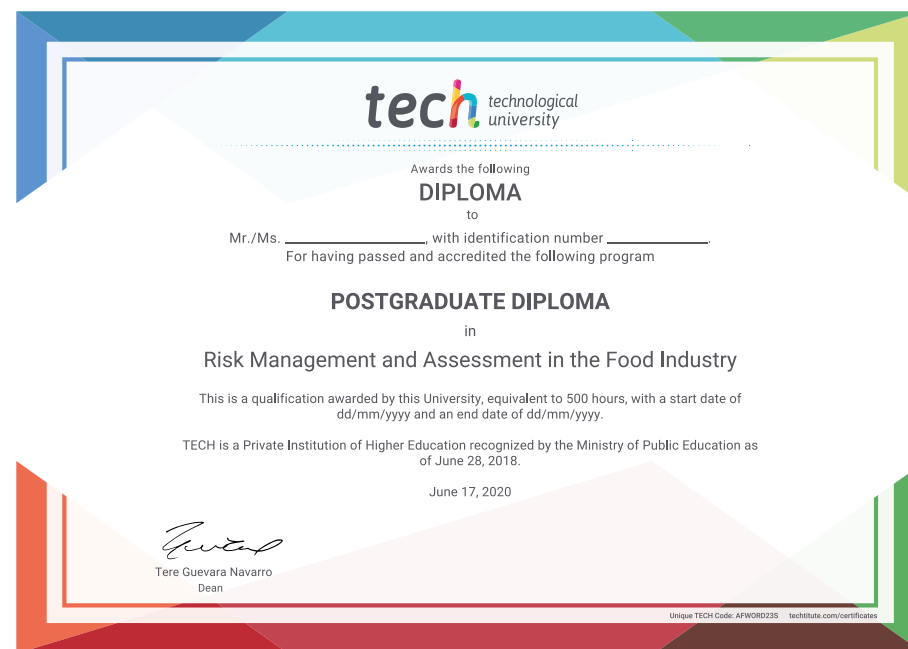 tech technological
university
Awards the following
DIPLOMA
to
Mr./Ms. ____________________, with identification number ______________.
For having passed and accredited the following program
POSTGRADUATE DIPLOMA
in
Risk Management and Assessment in the Food Industry
This is a qualification awarded by this University, equivalent to 500 hours, with a start date of
dd/mm/yyyy and an end date of dd/mm/yyyy.
TECH is a Private Institution of Higher Education recognized by the Ministry of Public Education as
of June 28, 2018.
June 17, 2020
Tere Guevara Navarro
Dean
Unique TECH Code: AFWORD23S techtitute.com/certificates